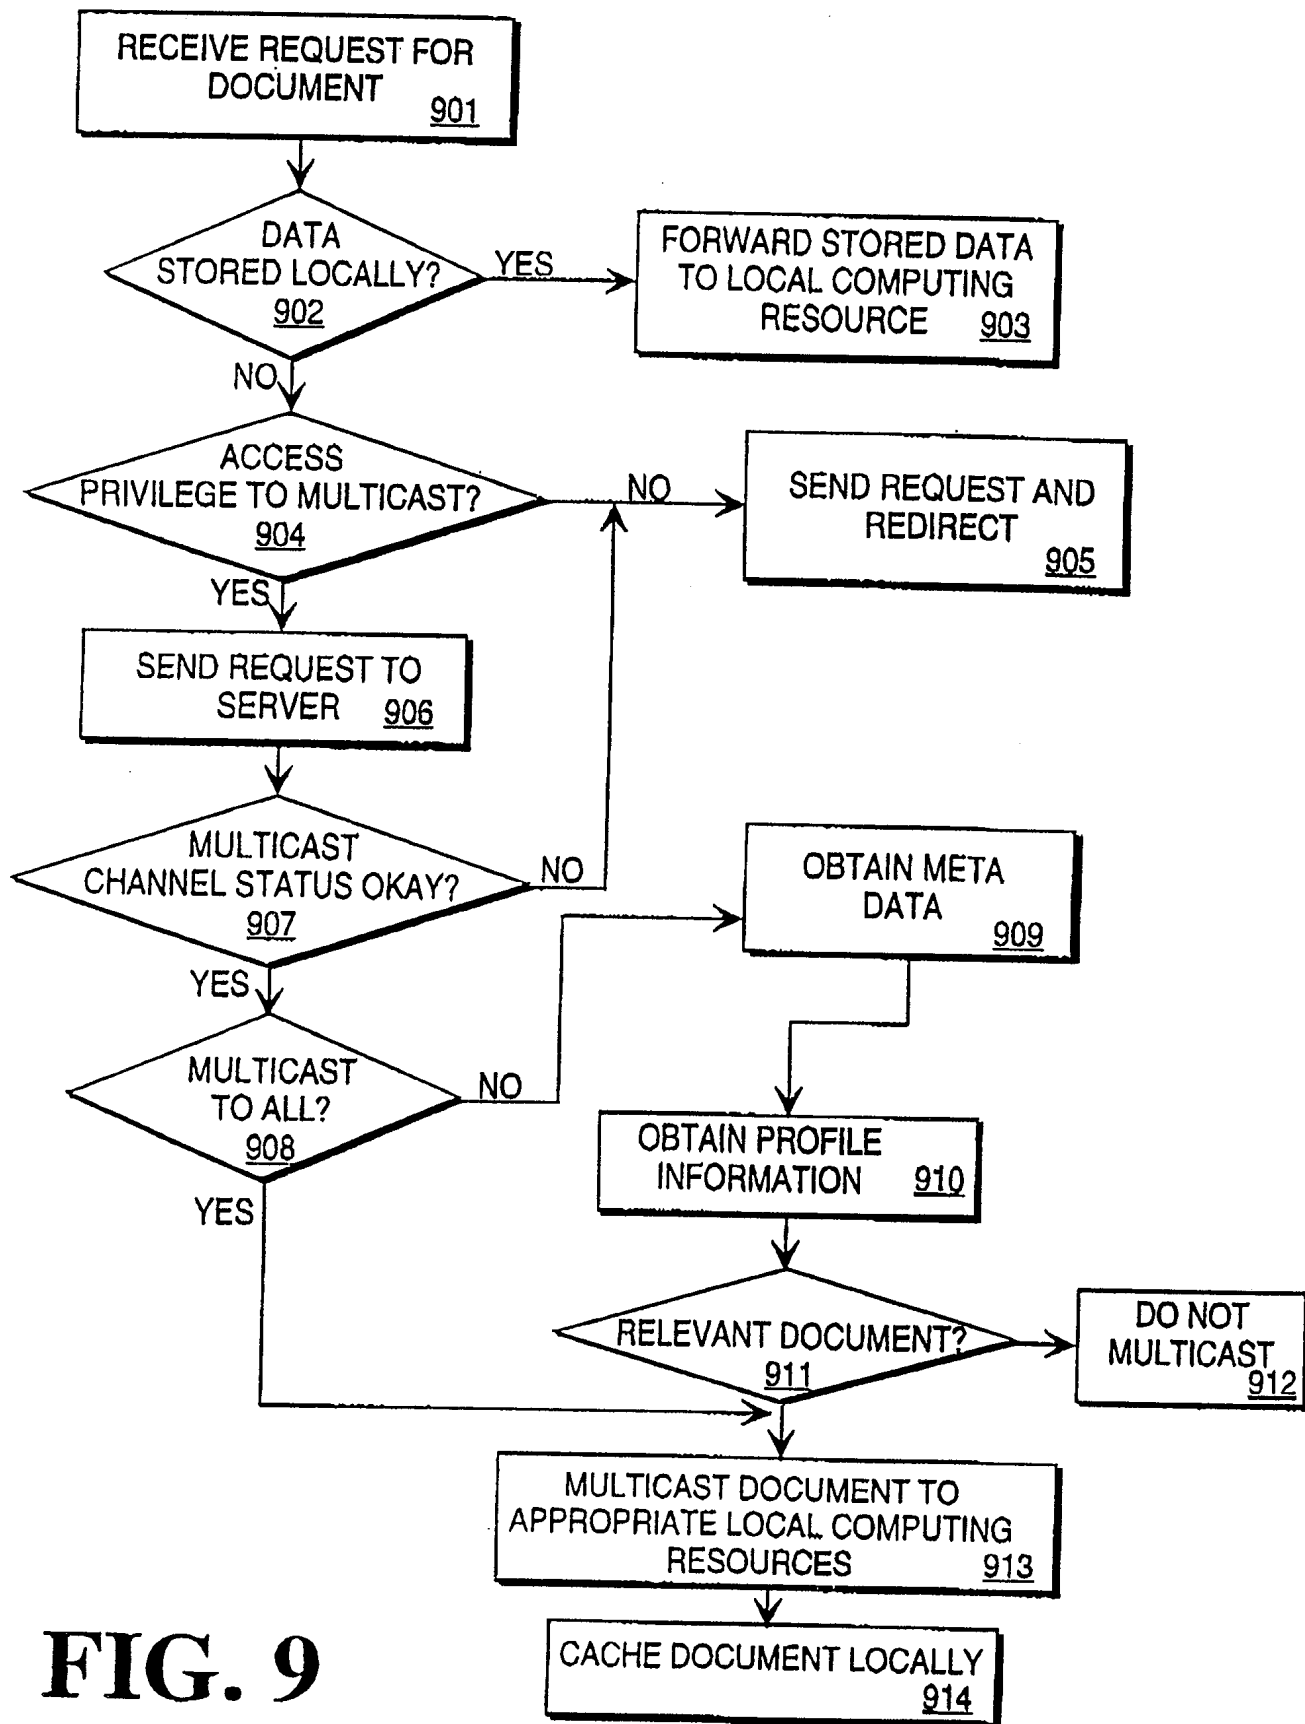 RECEIVE REQUEST FOR
DOCUMENT
901
DATA
STORED LOCALLY?
902
YES
FORWARD STORED DATA
TO LOCAL COMPUTING
RESOURCE 903
NO
ACCESS
PRIVILEGE TO MULTICAST?
904
NO
SEND REQUEST AND
REDIRECT
905
YES
SEND REQUEST TO
SERVER 906
MULTICAST
CHANNEL STATUS OKAY?
907
NO
YES
OBTAIN META
DATA
909
MULTICAST
TO ALL?
908
NO
YES
OBTAIN PROFILE
INFORMATION 910
RELEVANT DOCUMENT?
911
DO NOT
MULTICAST
912
MULTICAST DOCUMENT TO
APPROPRIATE LOCAL COMPUTING
RESOURCES 913
CACHE DOCUMENT LOCALLY
914
FIG. 9